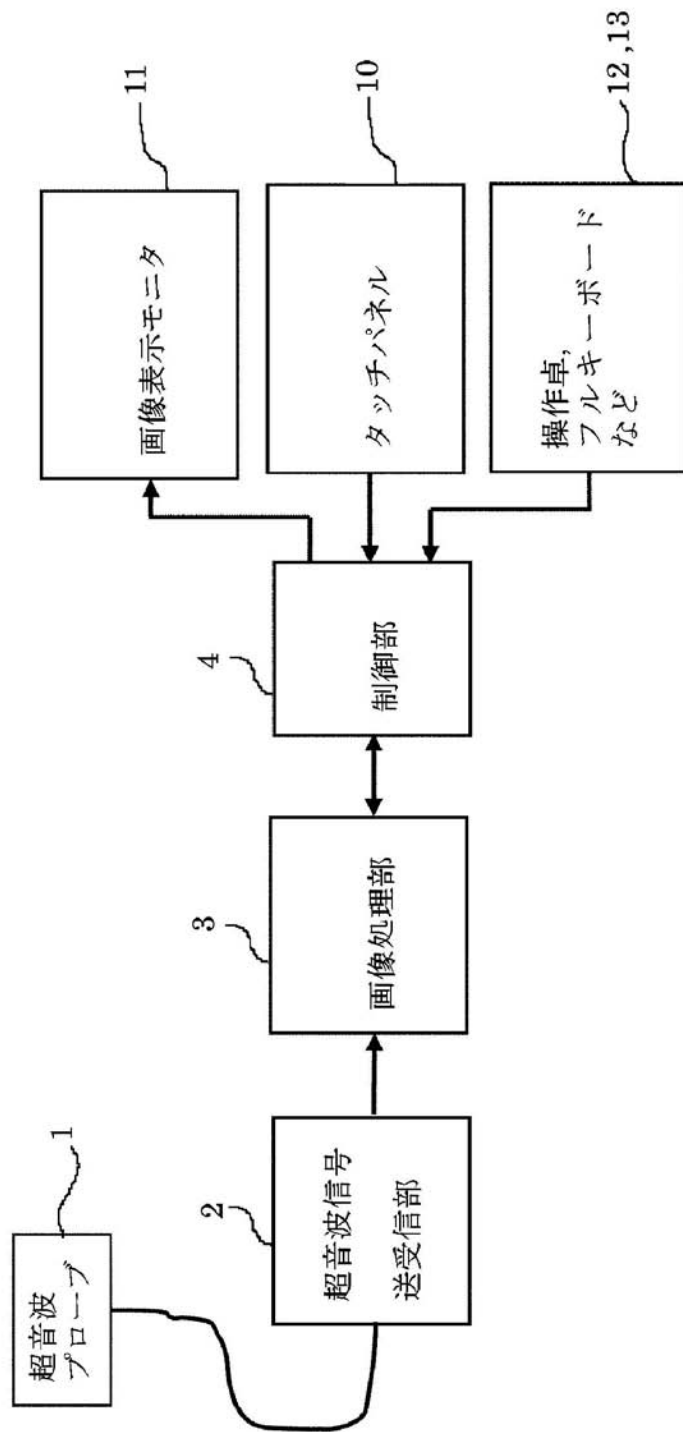 1
超音波
プローブ
2
超音波信号
送受信部
3
画像処理部
4
制御部
11
画像表示モニタ
10
タッチパネル
12,13
操作卓,
フルキーボード
など